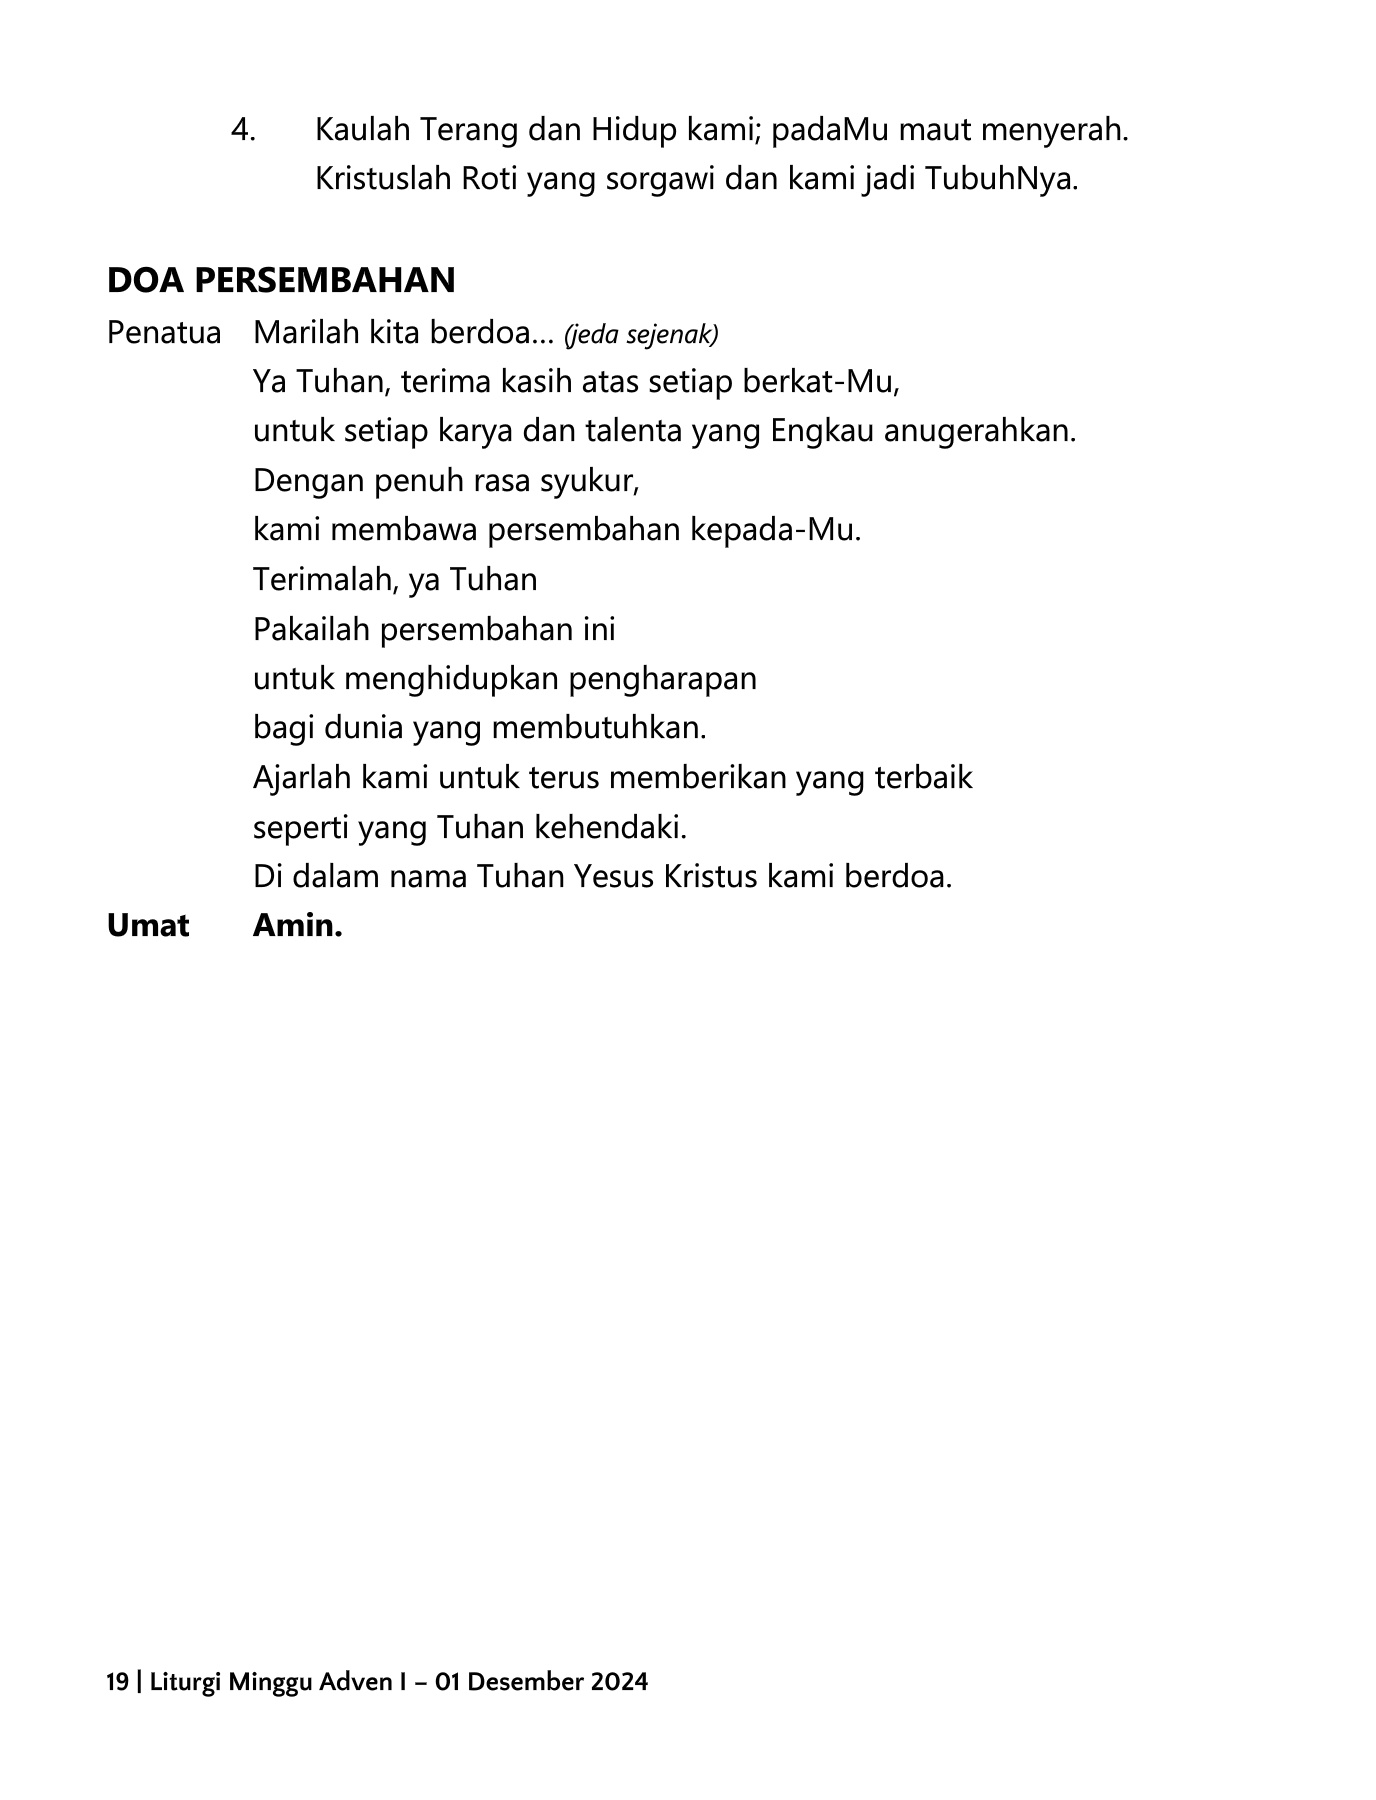 4. Kaulah Terang dan Hidup kami; padaMu maut menyerah.
Kristuslah Roti yang sorgawi dan kami jadi TubuhNya.
DOA PERSEMBAHAN
Penatua Marilah kita berdoa... (jeda sejenak)
Ya Tuhan, terima kasih atas setiap berkat-Mu,
untuk setiap karya dan talenta yang Engkau anugerahkan.
Dengan penuh rasa syukur,
kami membawa persembahan kepada-Mu.
Terimalah, ya Tuhan
Pakailah persembahan ini
untuk menghidupkan pengharapan
bagi dunia yang membutuhkan.
Ajarlah kami untuk terus memberikan yang terbaik
seperti yang Tuhan kehendaki.
Di dalam nama Tuhan Yesus Kristus kami berdoa.
Umat Amin.
19 | Liturgi Minggu Adven I – 01 Desember 2024